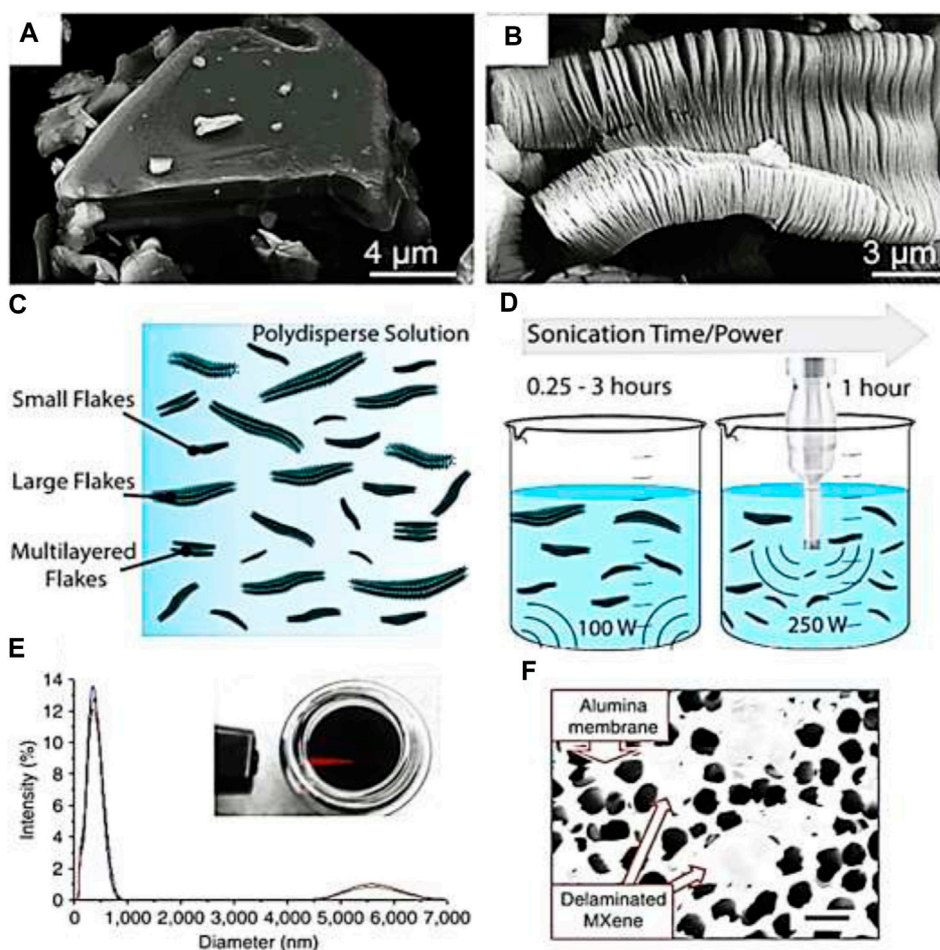 A
B
4 µm
3 µm
C
Polydisperse Solution
Small Flakes
Large Flakes
Multilayered
Flakes
D
Sonication Time/Power
0.25 - 3 hours
1 hour
100 W
250 W
E
14
12
10
8
6
4
2
0
Intensity (%)
0
1,000
2,000
3,000
4,000
5,000
6,000
7,000
Diameter (nm)
F
Alumina
membrane
Delaminated
MXene